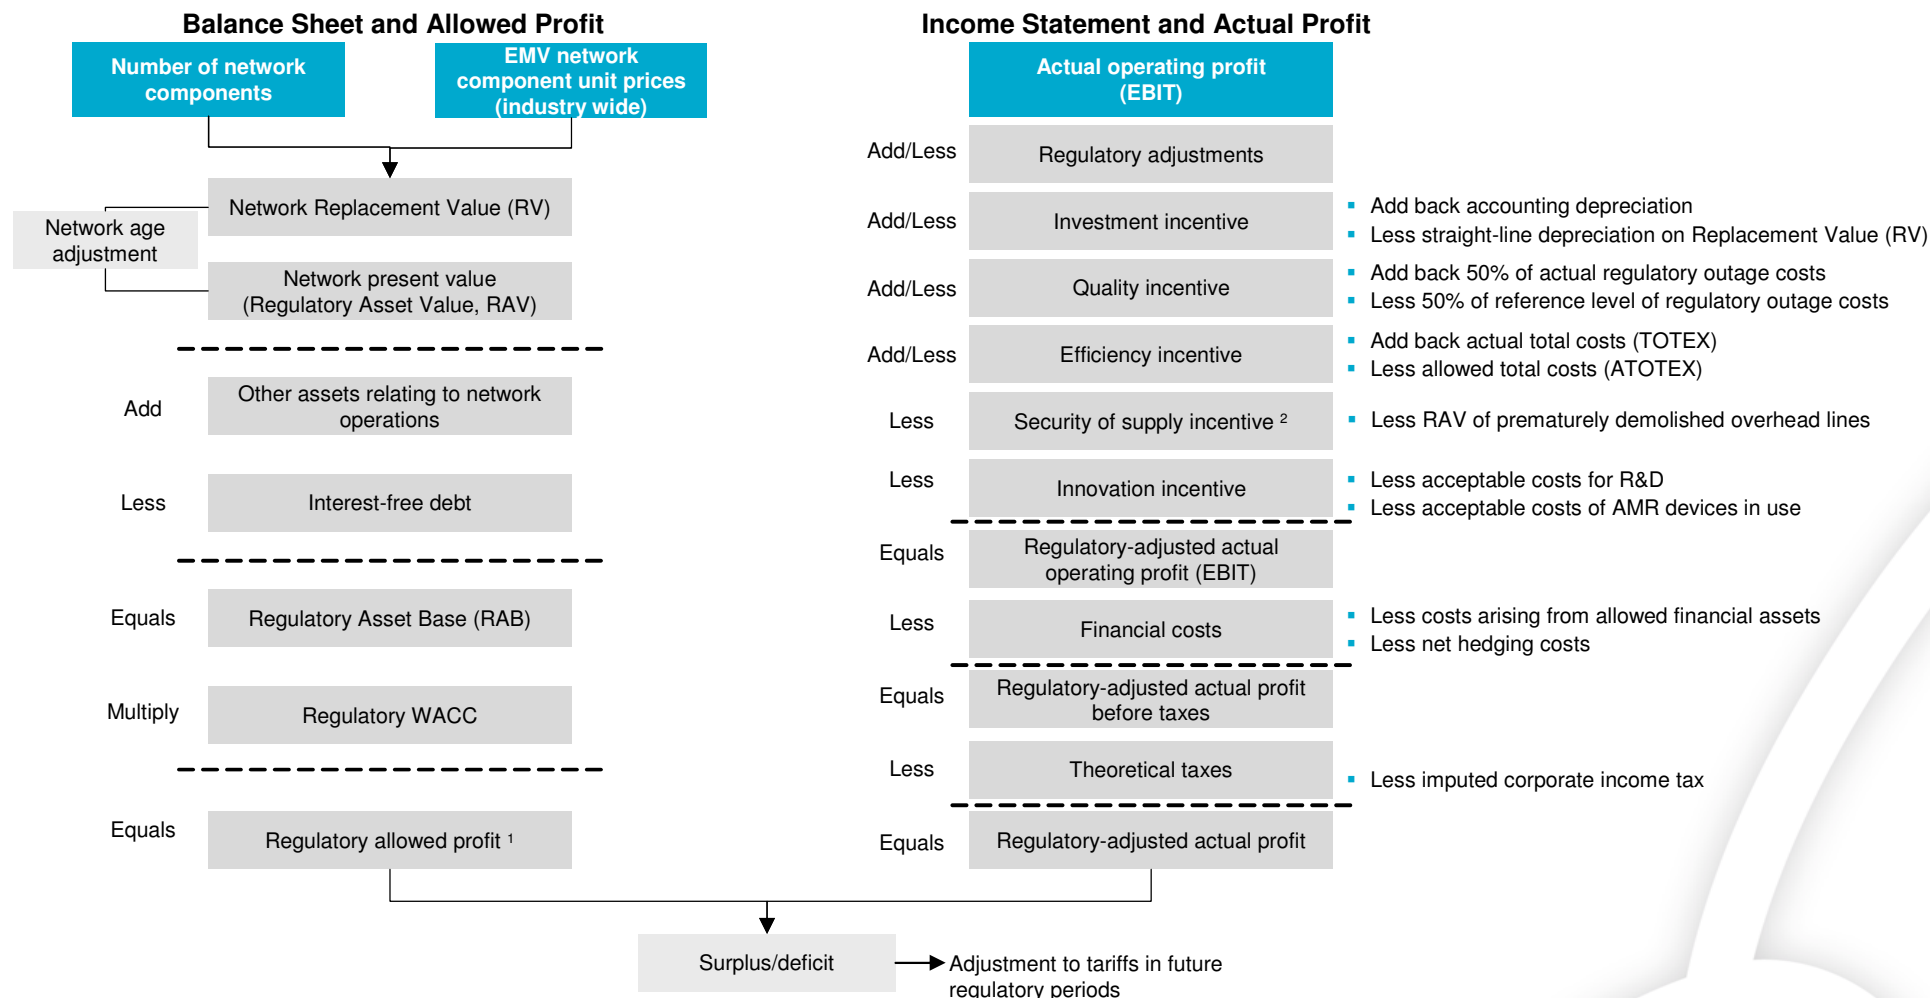 Balance Sheet and Allowed Profit
Number of network
components
EMV network
component unit prices
(industry wide)
Network Replacement Value (RV)
Network age
adjustment
Network present value
(Regulatory Asset Value, RAV)
Add
Other assets relating to network
operations
Less
Interest-free debt
Equals
Regulatory Asset Base (RAB)
Multiply
Regulatory WACC
Equals
Regulatory allowed profit ¹
Income Statement and Actual Profit
Actual operating profit
(EBIT)
Add/Less
Regulatory adjustments
Add/Less
Investment incentive
▪ Add back accounting depreciation
▪ Less straight-line depreciation on Replacement Value (RV)
Add/Less
Quality incentive
▪ Add back 50% of actual regulatory outage costs
▪ Less 50% of reference level of regulatory outage costs
Add/Less
Efficiency incentive
▪ Add back actual total costs (TOTEX)
▪ Less allowed total costs (ATOTEX)
Less
Security of supply incentive ²
▪ Less RAV of prematurely demolished overhead lines
Less
Innovation incentive
▪ Less acceptable costs for R&D
▪ Less acceptable costs of AMR devices in use
Equals
Regulatory-adjusted actual
operating profit (EBIT)
Less
Financial costs
▪ Less costs arising from allowed financial assets
▪ Less net hedging costs
Equals
Regulatory-adjusted actual profit
before taxes
Less
Theoretical taxes
▪ Less imputed corporate income tax
Equals
Regulatory-adjusted actual profit
Surplus/deficit
Adjustment to tariffs in future
regulatory periods